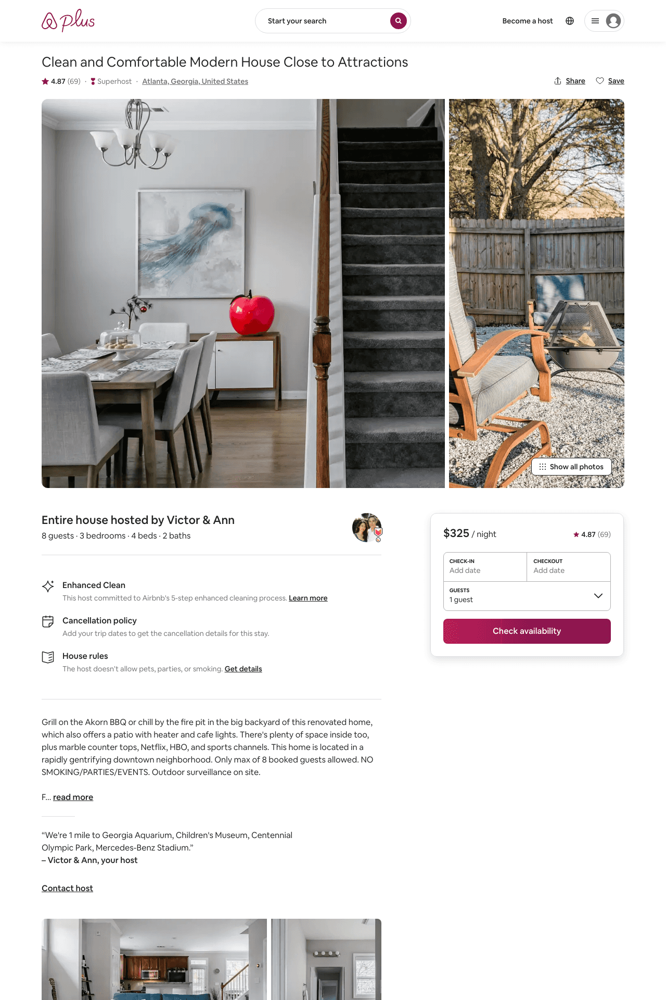 plus
Start your search
Become a host
Clean and Comfortable Modern House Close to Attractions
4.87 (69) · Superhost · Atlanta, Georgia, United States
Share
Save
Show all photos
Entire house hosted by Victor & Ann
8 guests · 3 bedrooms · 4 beds · 2 baths
$325 / night
4.87 (69)
CHECK-IN
Add date
CHECKOUT
Add date
GUESTS
1 guest
Check availability
Enhanced Clean
This host committed to Airbnb's 5-step enhanced cleaning process. Learn more
Cancellation policy
Add your trip dates to get the cancellation details for this stay.
House rules
The host doesn't allow pets, parties, or smoking. Get details
Grill on the Akorn BBQ or chill by the fire pit in the big backyard of this renovated home,
which also offers a patio with heater and cafe lights. There's plenty of space inside too,
plus marble counter tops, Netflix, HBO, and sports channels. This home is located in a
rapidly gentrifying downtown neighborhood. Only max of 8 booked guests allowed. NO
SMOKING/PARTIES/EVENTS. Outdoor surveillance on site.
F... read more
“We're 1 mile to Georgia Aquarium, Children's Museum, Centennial
Olympic Park, Mercedes-Benz Stadium.”
– Victor & Ann, your host
Contact host